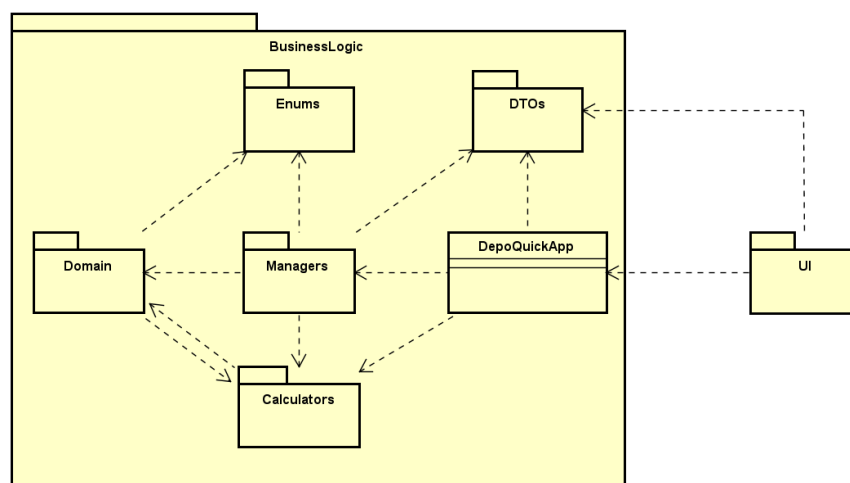 BusinessLogic
Enums
DTOs
Domain
Managers
DepoQuickApp
UI
Calculators